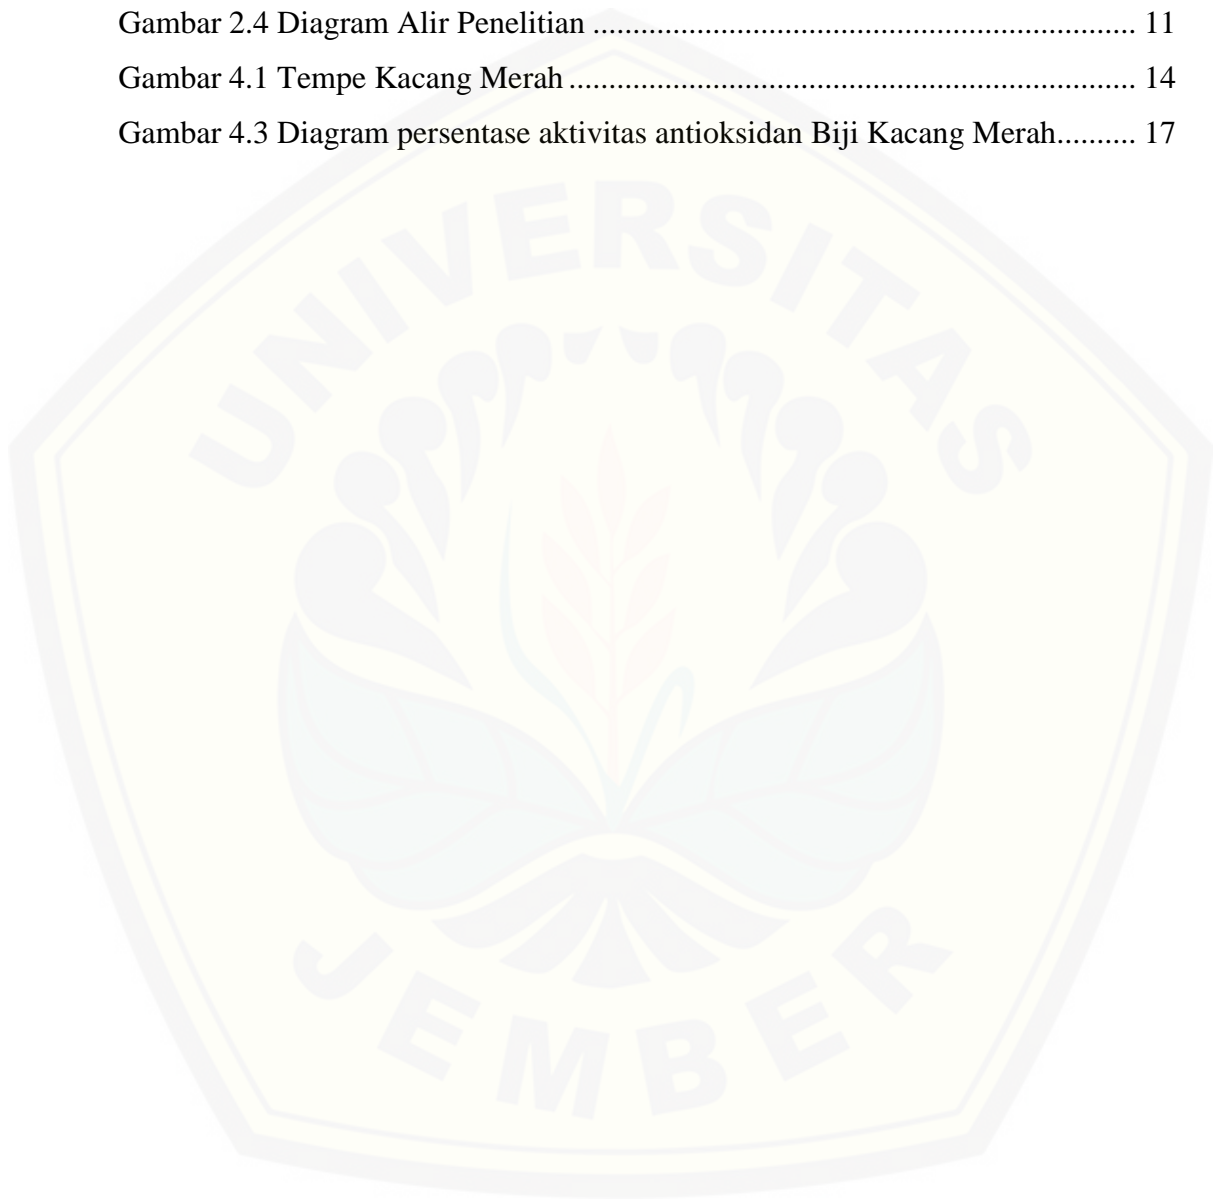 Gambar 2.4 Diagram Alir Penelitian ...................................................................... 11
Gambar 4.1 Tempe Kacang Merah ......................................................................... 14
Gambar 4.3 Diagram persentase aktivitas antioksidan Biji Kacang Merah.......... 17
UNIVERSITAS
JEMBER